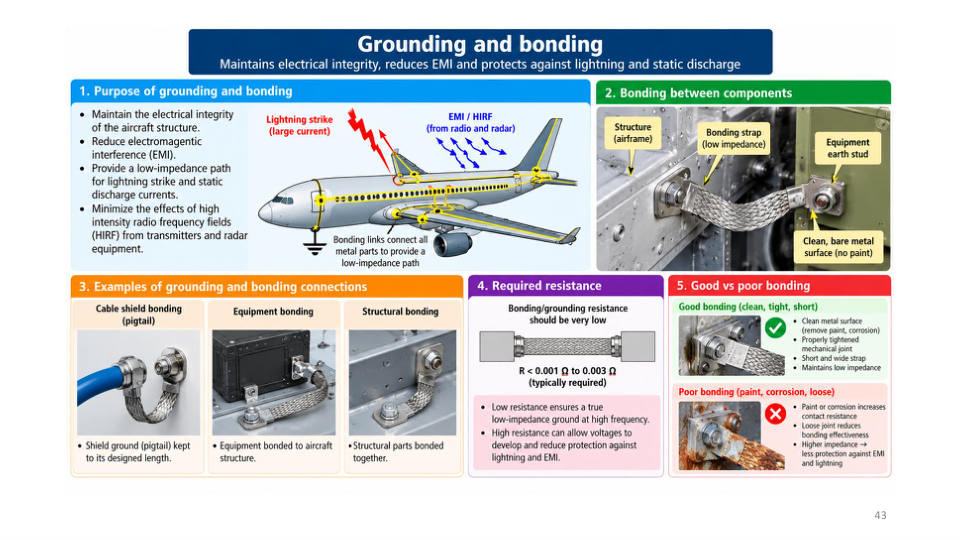 Grounding and bonding
Maintains electrical integrity, reduces EMI and protects against lightning and static discharge
1. Purpose of grounding and bonding
• Maintain the electrical integrity
of the aircraft structure.
• Reduce electromagentic
interference (EMI).
• Provide a low-impedance path
for lightning strike and static
discharge currents.
• Minimize the effects of high
intensity radio frequency fields
(HIRF) from transmitters and radar
equipment.
Lightning strike
(large current)
EMI / HIRF
(from radio and radar)
Bonding links connect all
metal parts to provide a
low-impedance path
2. Bonding between components
Structure
(airframe)
Bonding strap
(low impedance)
Equipment
earth stud
Clean, bare metal
surface (no paint)
3. Examples of grounding and bonding connections
Cable shield bonding
(pigtail)
• Shield ground (pigtail) kept
to its designed length.
Equipment bonding
• Equipment bonded to aircraft
structure.
Structural bonding
• Structural parts bonded
together.
4. Required resistance
Bonding/grounding resistance
should be very low
R < 0.001 Ω to 0.003 Ω
(typically required)
• Low resistance ensures a true
low-impedance ground at high frequency.
• High resistance can allow voltages to
develop and reduce protection against
lightning and EMI.
5. Good vs poor bonding
Good bonding (clean, tight, short)
• Clean metal surface
(remove paint, corrosion)
• Properly tightened
mechanical joint
• Short and wide strap
• Maintains low impedance
Poor bonding (paint, corrosion, loose)
• Paint or corrosion increases
contact resistance
• Loose joint reduces
bonding effectiveness
• Higher impedance →
less protection against EMI
and lightning
43